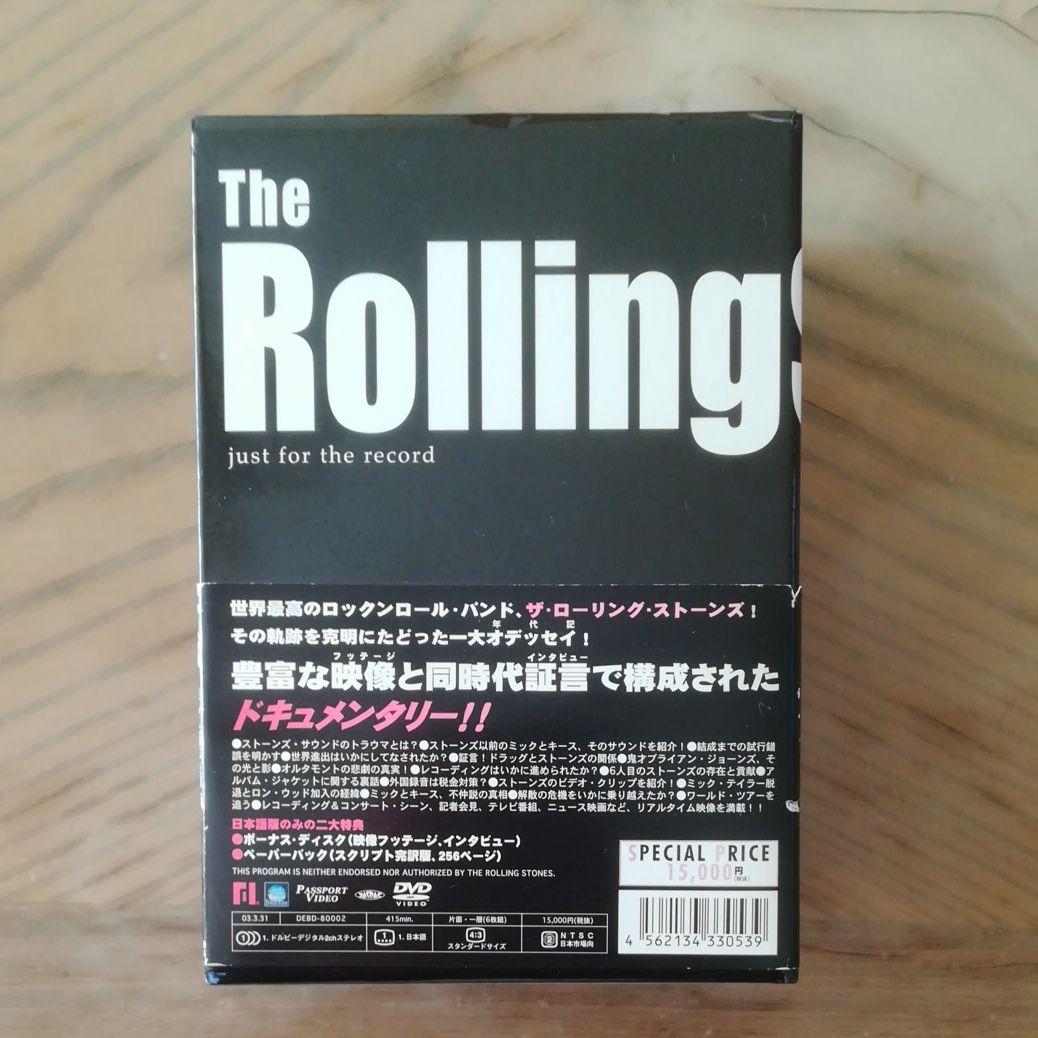 The
RollingS
just for the record
世界最高のロックンロール・バンド、ザ・ローリング・ストーンズ！
年代記
その軌跡を克明にたどった一大オデッセイ！
フッテージ インタビュー
豊富な映像と同時代証言で構成された
ドキュメンタリー!!
●ストーンズ・サウンドのトラウマとは？●ストーンズ以前のミックとキース、そのサウンドを紹介！●結成までの試行錯
誤を明かす●世界進出はいかにしてなされたか？●証言！ドラッグとストーンズの関係●鬼才ブライアン・ジョーンズ、そ
の光と影●オルタモントの悲劇の真実！●レコーディングはいかに進められたか？●6人目のストーンズの存在と貢献●ア
ルバム・ジャケットに関する裏話●外国録音は税金対策？●ストーンズのビデオ・クリップを紹介！●ミック・テイラー脱
退とロン・ウッド加入の経緯●ミックとキース、不仲説の真相●解散の危機をいかに乗り越えたか？●ワールド・ツアーを
追う●レコーディング＆コンサート・シーン、記者会見、テレビ番組、ニュース映画など、リアルタイム映像を満載！！
日本語版のみの二大特典
●ボーナス・ディスク（映像フッテージ、インタビュー）
●ペーパーバック（スクリプト完訳版、256ページ）
THIS PROGRAM IS NEITHER ENDORSED NOR AUTHORIZED BY THE ROLLING STONES.
SPECIAL PRICE
15,000円(税抜)
PASSPORT VIDEO
DVD VIDEO
03.3.31 DEBD-80002 415min. 片面・一層(6枚組) 15,000円(税抜)
1. ドルビーデジタル2chステレオ 1. 日本語 4:3 スタンダードサイズ 2 NTSC 日本市場向
4 562134 330539